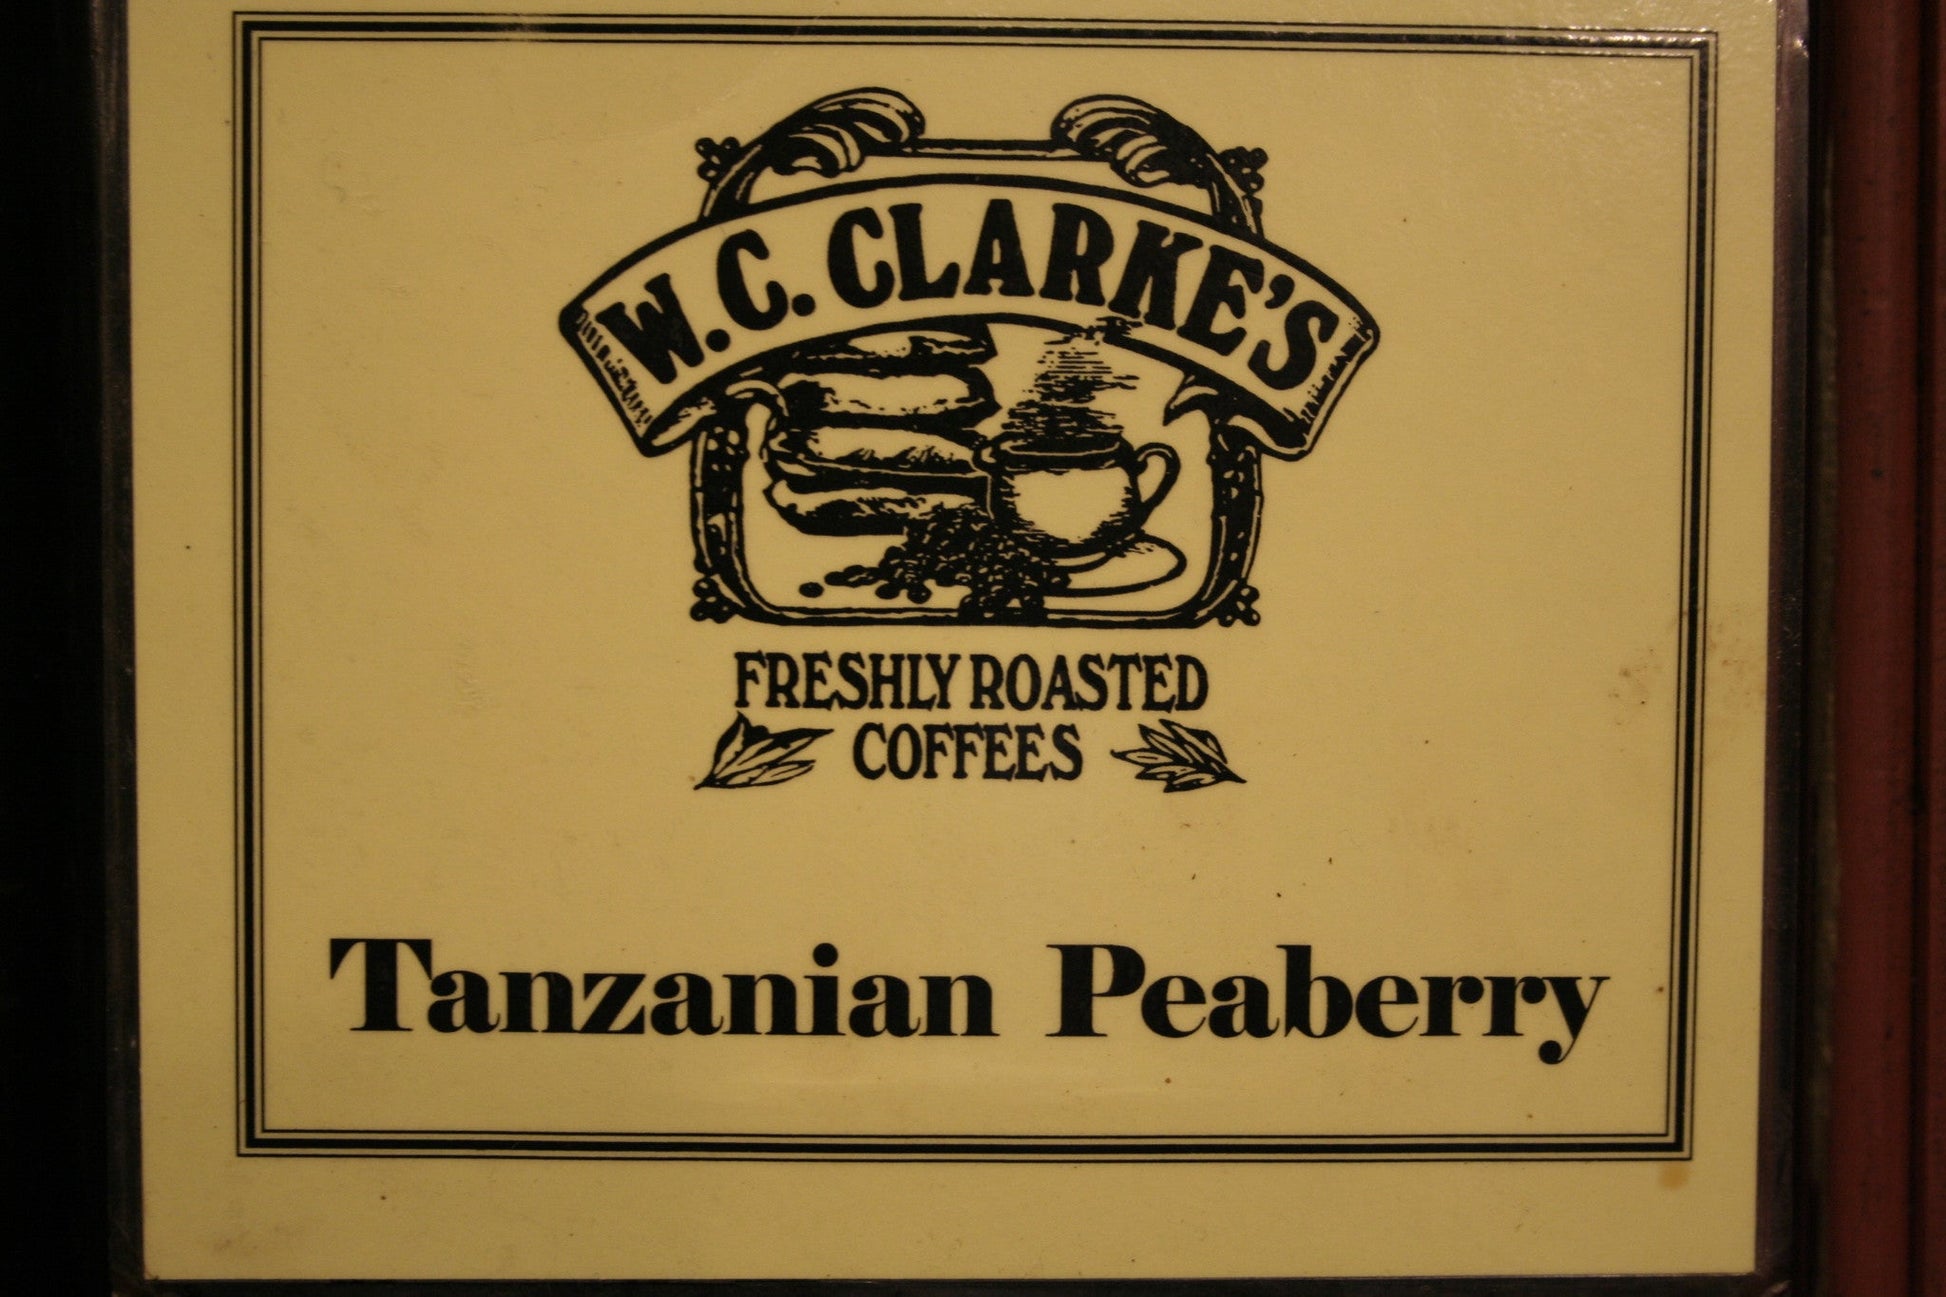 W.C. CLARKE'S
FRESHLY ROASTED
COFFEES
Tanzanian Peaberry